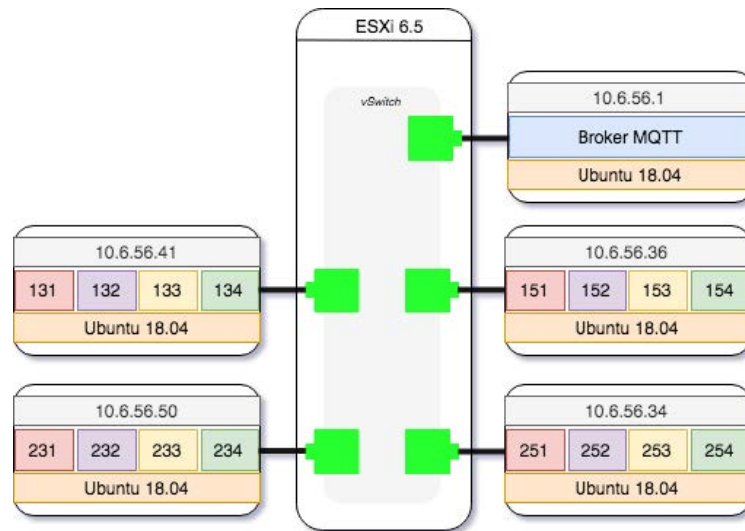 ESXi 6.5
vSwitch
10.6.56.1
Broker MQTT
Ubuntu 18.04
10.6.56.41
131 132 133 134
Ubuntu 18.04
10.6.56.36
151 152 153 154
Ubuntu 18.04
10.6.56.50
231 232 233 234
Ubuntu 18.04
10.6.56.34
251 252 253 254
Ubuntu 18.04